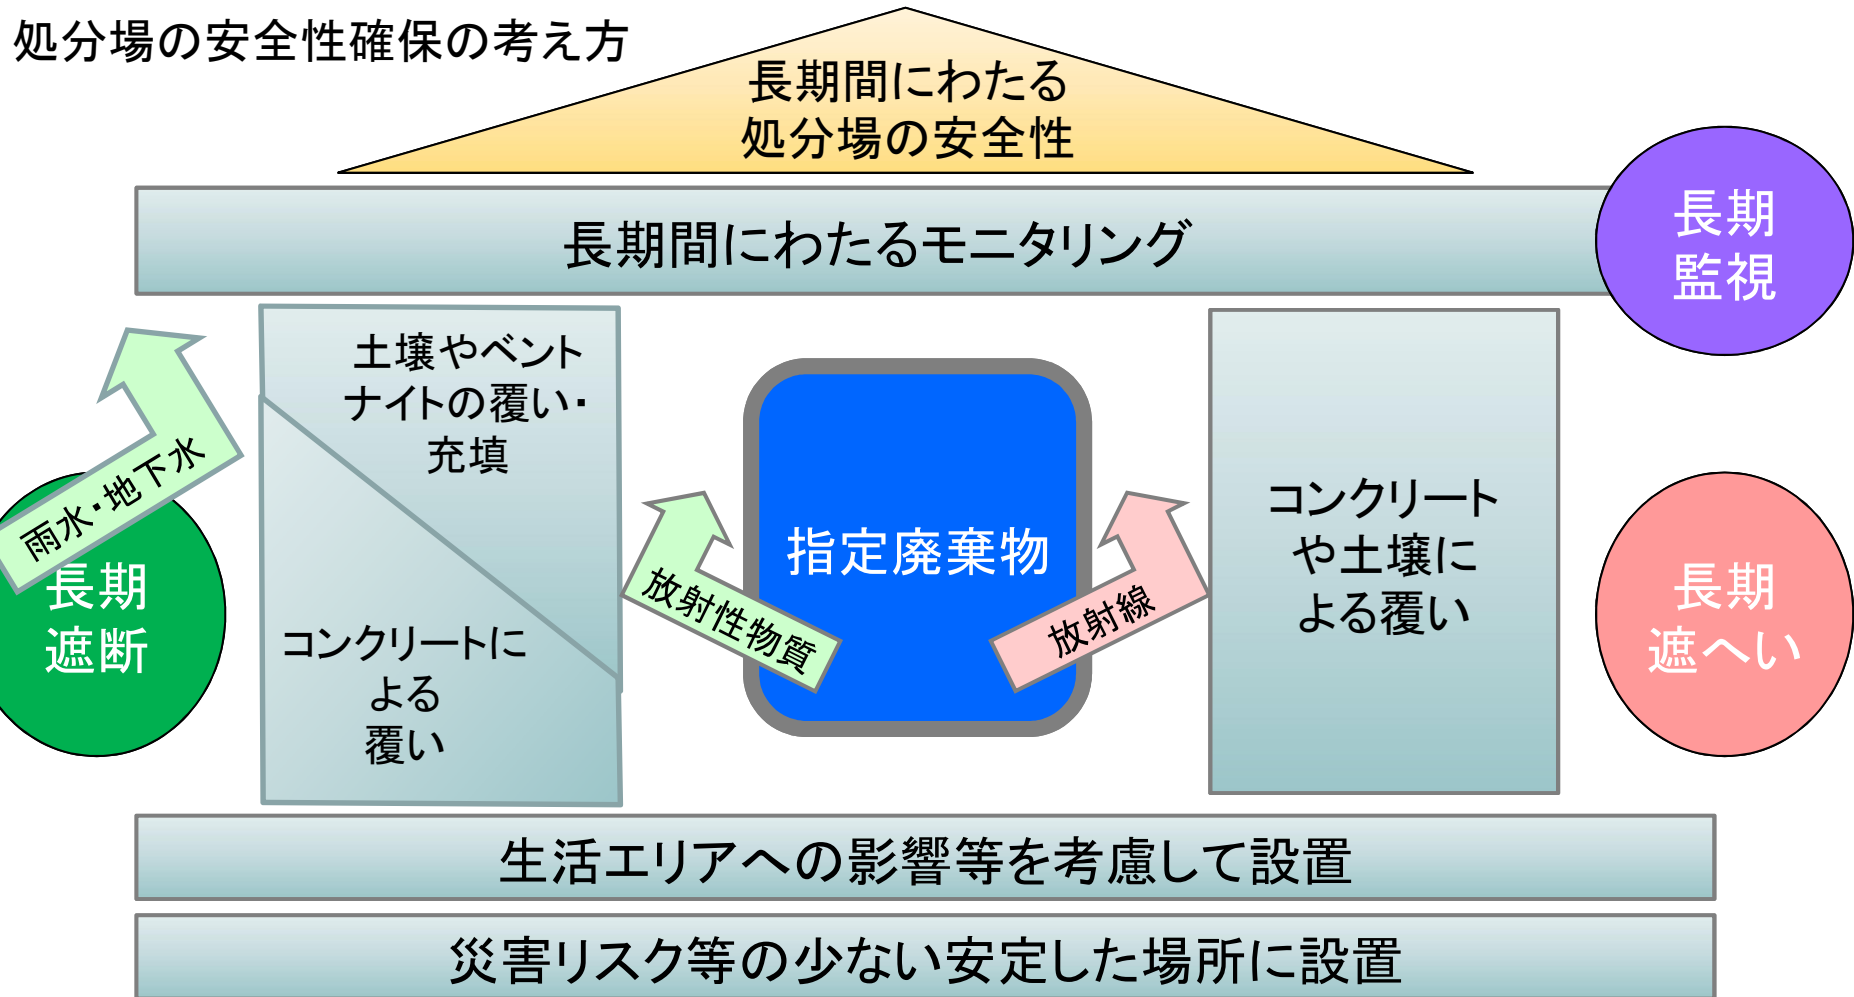 処分場の安全性確保の考え方
長期間にわたる
処分場の安全性
長期間にわたるモニタリング
長期
監視
土壌やベント
ナイトの覆い・
充填
雨水・地下水
長期
遮断
コンクリートに
よる
覆い
放射性物質
指定廃棄物
放射線
コンクリート
や土壌に
よる覆い
長期
遮へい
生活エリアへの影響等を考慮して設置
災害リスク等の少ない安定した場所に設置